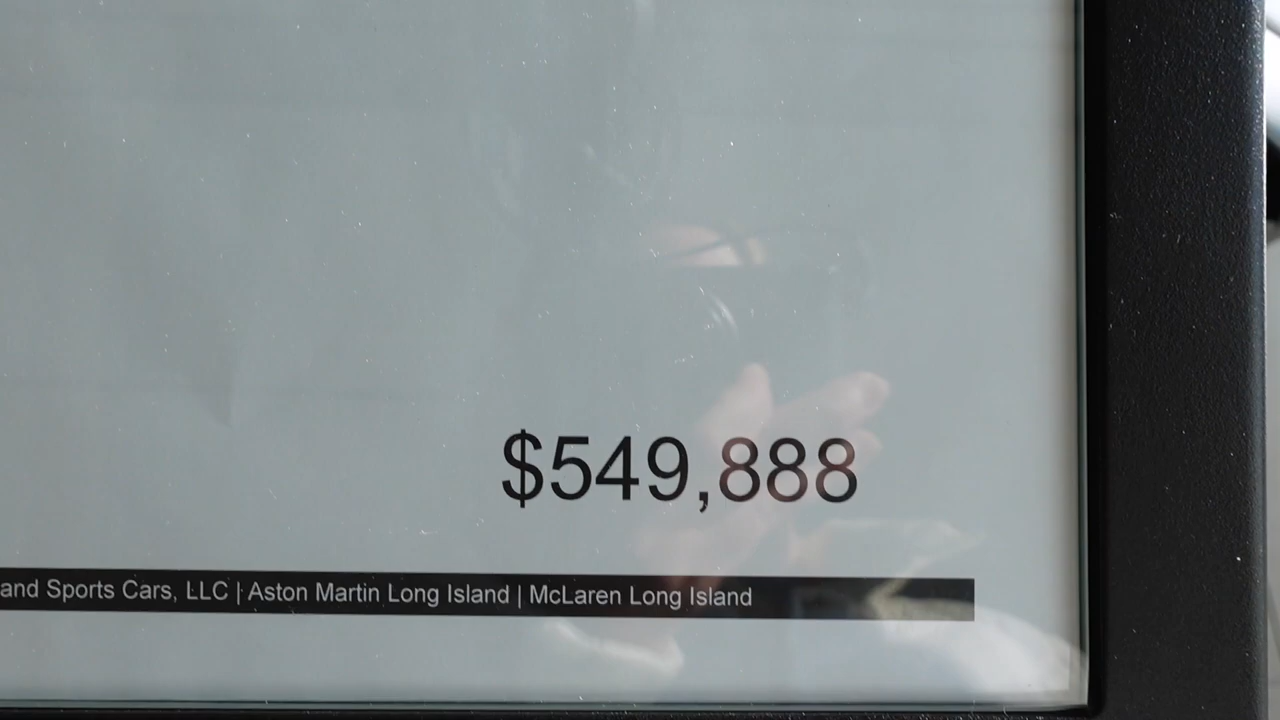 $549,888
and Sports Cars, LLC | Aston Martin Long Island | McLaren Long Island